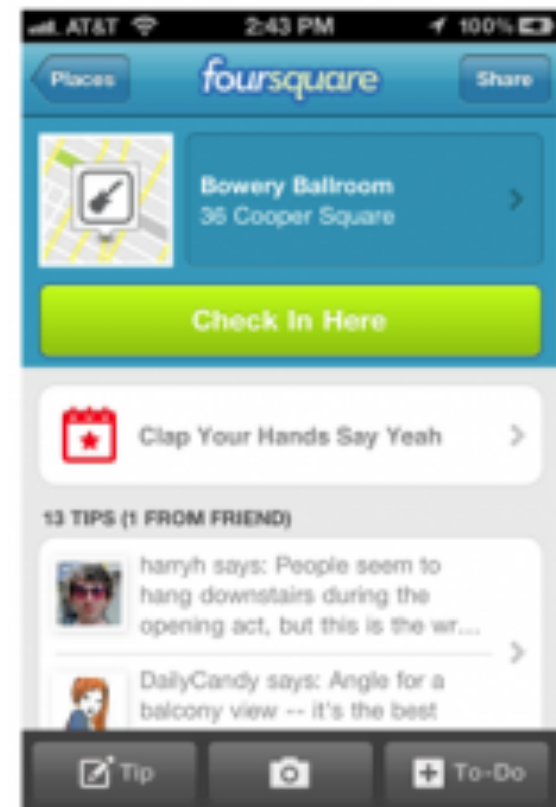 AT&T 2:43 PM 100%
Places foursquare Share
Bowery Ballroom
36 Cooper Square
Check In Here
Clap Your Hands Say Yeah
13 TIPS (1 FROM FRIEND)
harryh says: People seem to
hang downstairs during the
opening act, but this is the wr....
DailyCandy says: Angle for a
balcony view -- it's the best
Tip To-Do